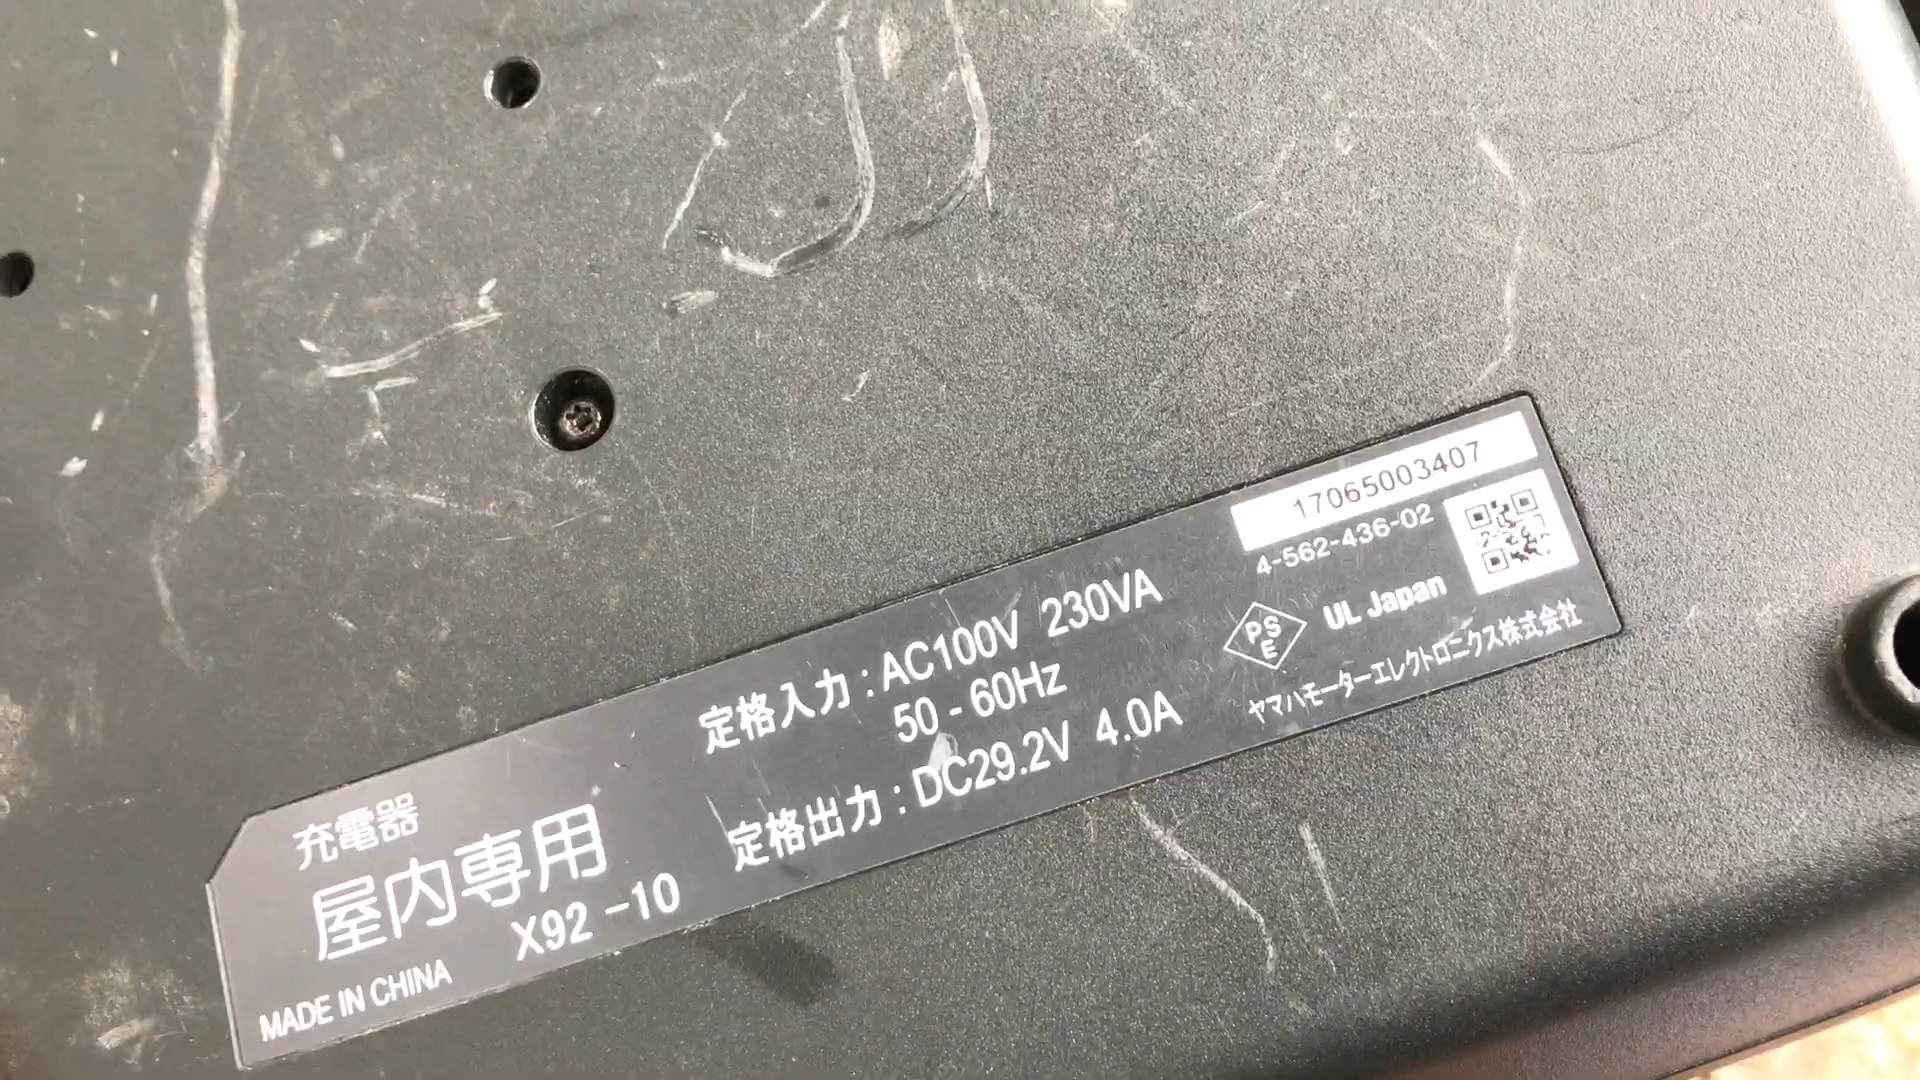 充電器
屋内専用
X92-10
MADE IN CHINA
定格入力:AC100V 230VA
50-60Hz
定格出力:DC29.2V 4.0A
17065003407
4-562-436-02
PSE
UL Japan
ヤマハモーターエレクトロニクス株式会社